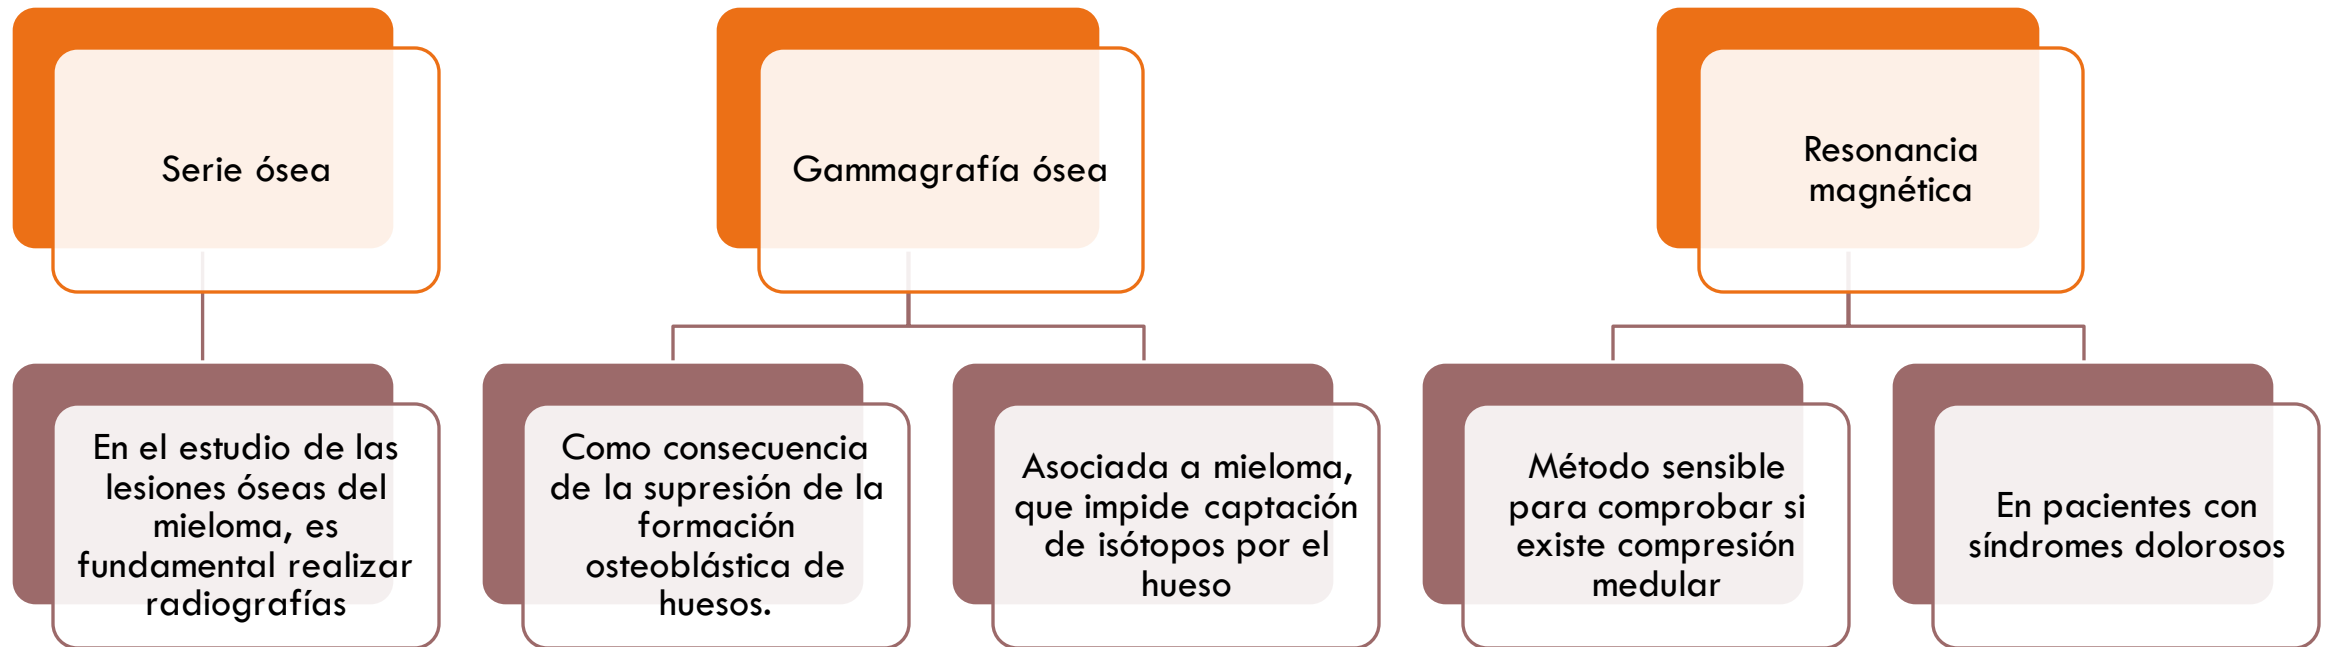 Serie ósea
Gammagrafía ósea
Resonancia
magnética
En el estudio de las
lesiones óseas del
mieloma, es
fundamental realizar
radiografías
Como consecuencia
de la supresión de la
formación
osteoblástica de
huesos.
Asociada a mieloma,
que impide captación
de isótopos por el
hueso
Método sensible
para comprobar si
existe compresión
medular
En pacientes con
síndromes dolorosos